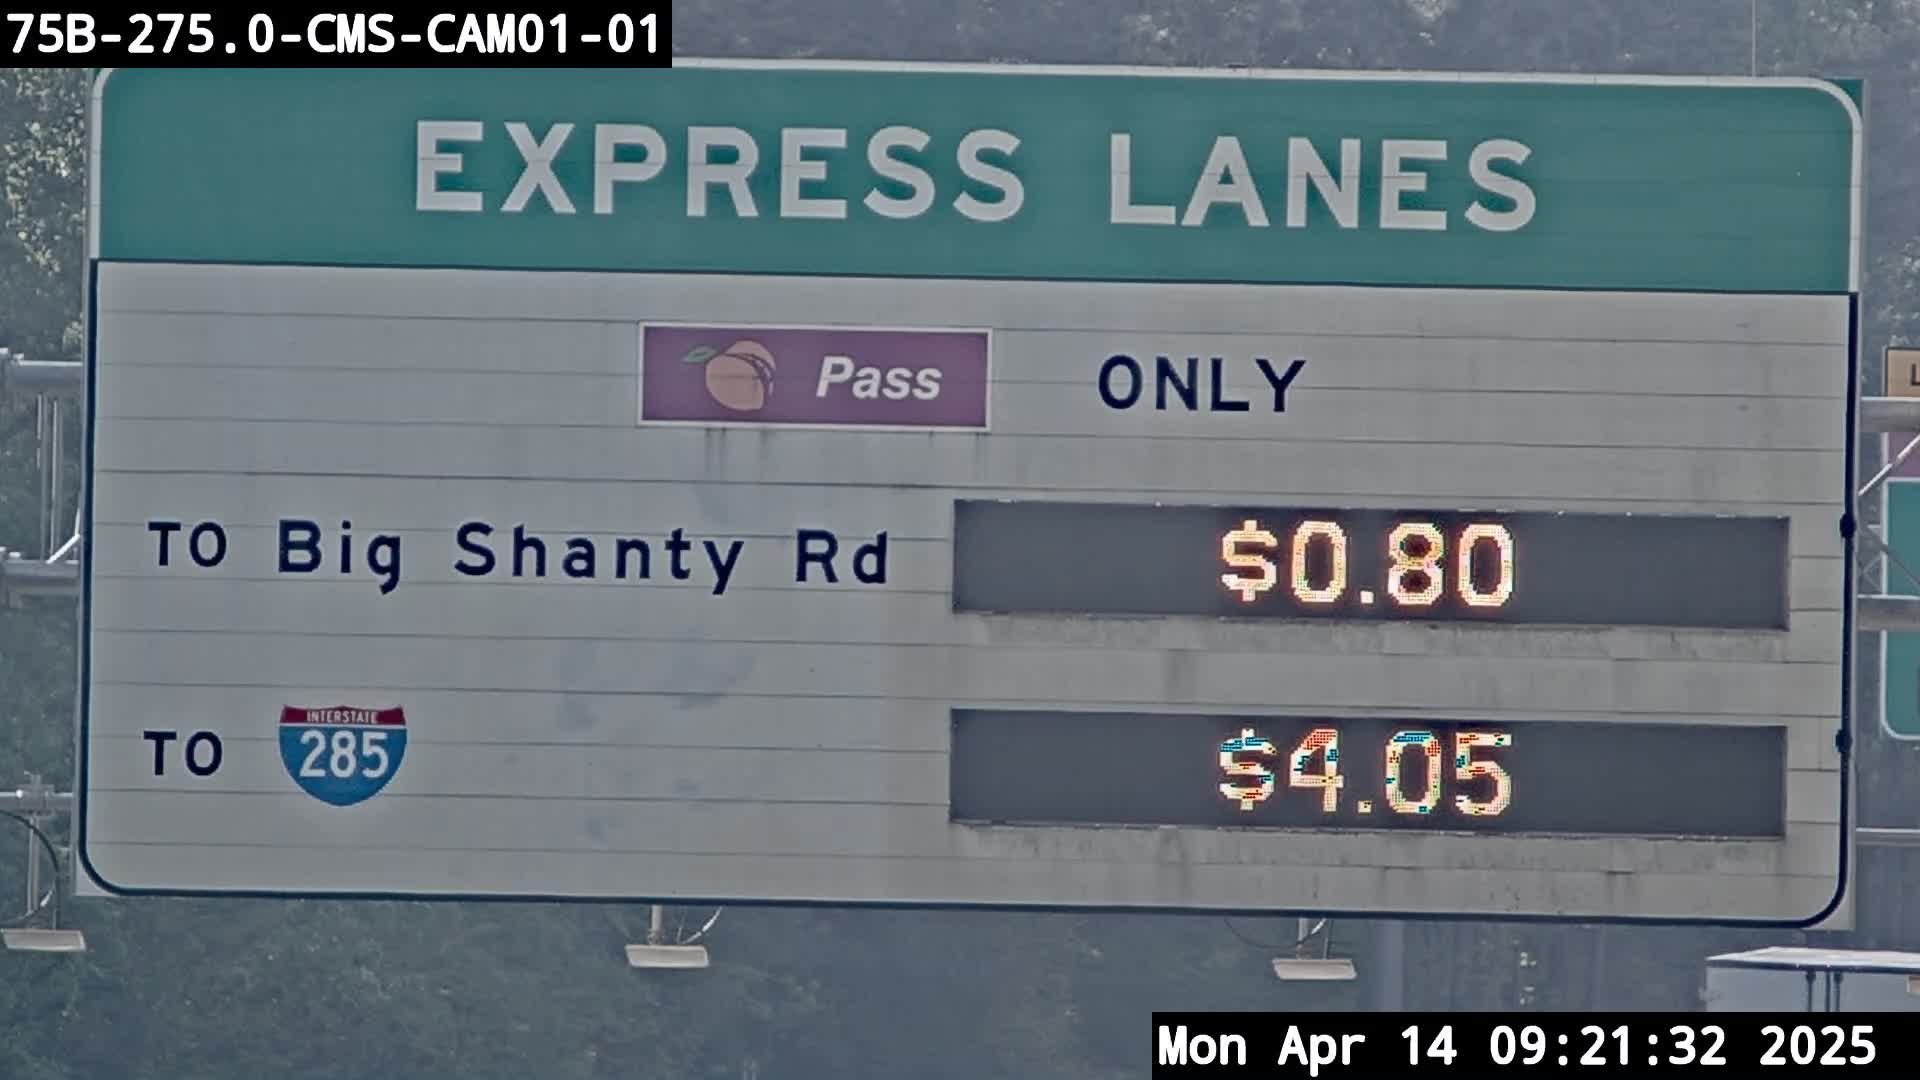 75B-275.0-CMS-CAM01-01
EXPRESS LANES
Pass ONLY
TO Big Shanty Rd $0.80
INTERSTATE
TO 285 $4.05
Mon Apr 14 09:21:32 2025